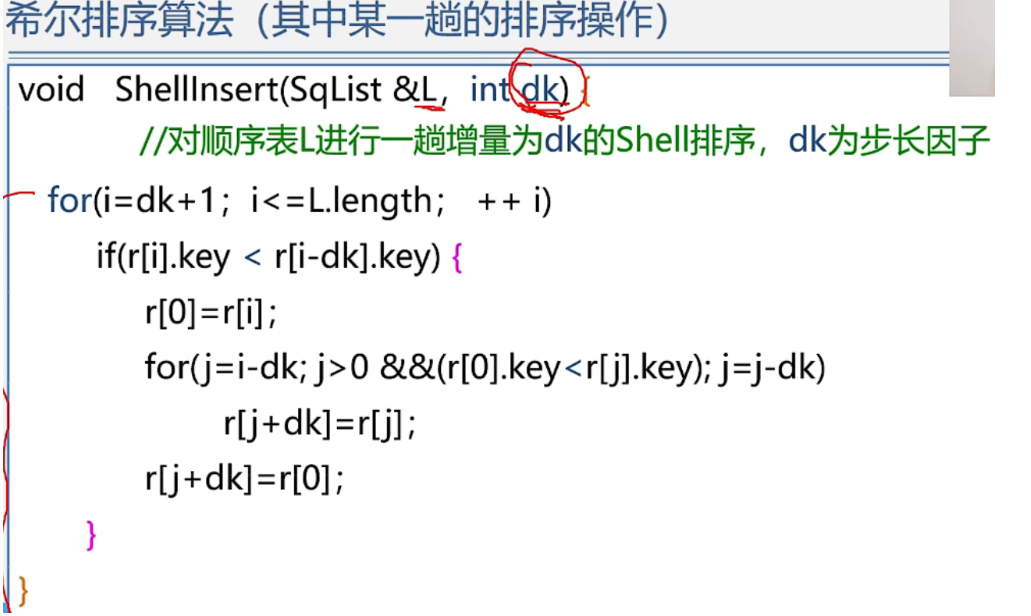 希尔排序算法（其中某一趟的排序操作）
void ShellInsert(SqList &L, int dk) {
//对顺序表L进行一趟增量为dk的Shell排序，dk为步长因子
for(i=dk+1; i<=L.length; ++ i)
if(r[i].key < r[i-dk].key) {
r[0]=r[i];
for(j=i-dk; j>0 &&(r[0].key<r[j].key); j=j-dk)
r[j+dk]=r[j];
r[j+dk]=r[0];
}
}